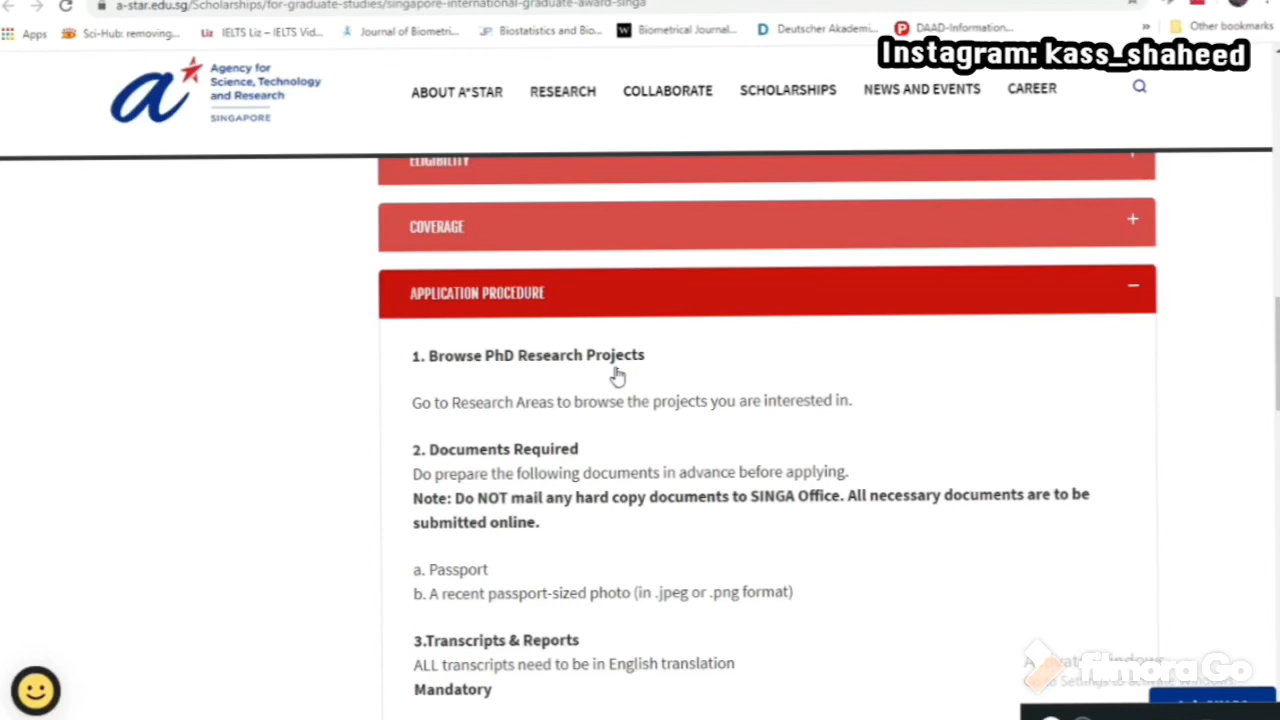 a-star.edu.sg/Scholarships/for-graduate-studies/singapore-international-graduate-award-singa
Apps
Sci-Hub: removing...
Liz IELTS Liz – IELTS Vid...
Journal of Biometri...
Biostatistics and Bio...
W Biometrical Journal...
D Deutscher Akademi...
DAAD-Information...
»
Other bookmarks
Instagram: kass_shaheed
Agency for
Science, Technology
and Research
SINGAPORE
ABOUT A*STAR
RESEARCH
COLLABORATE
SCHOLARSHIPS
NEWS AND EVENTS
CAREER
ELIGIBILITY
+
COVERAGE
+
APPLICATION PROCEDURE
−
1. Browse PhD Research Projects
Go to Research Areas to browse the projects you are interested in.
2. Documents Required
Do prepare the following documents in advance before applying.
Note: Do NOT mail any hard copy documents to SINGA Office. All necessary documents are to be
submitted online.
a. Passport
b. A recent passport-sized photo (in .jpeg or .png format)
3.Transcripts & Reports
ALL transcripts need to be in English translation
Mandatory
filmora Go